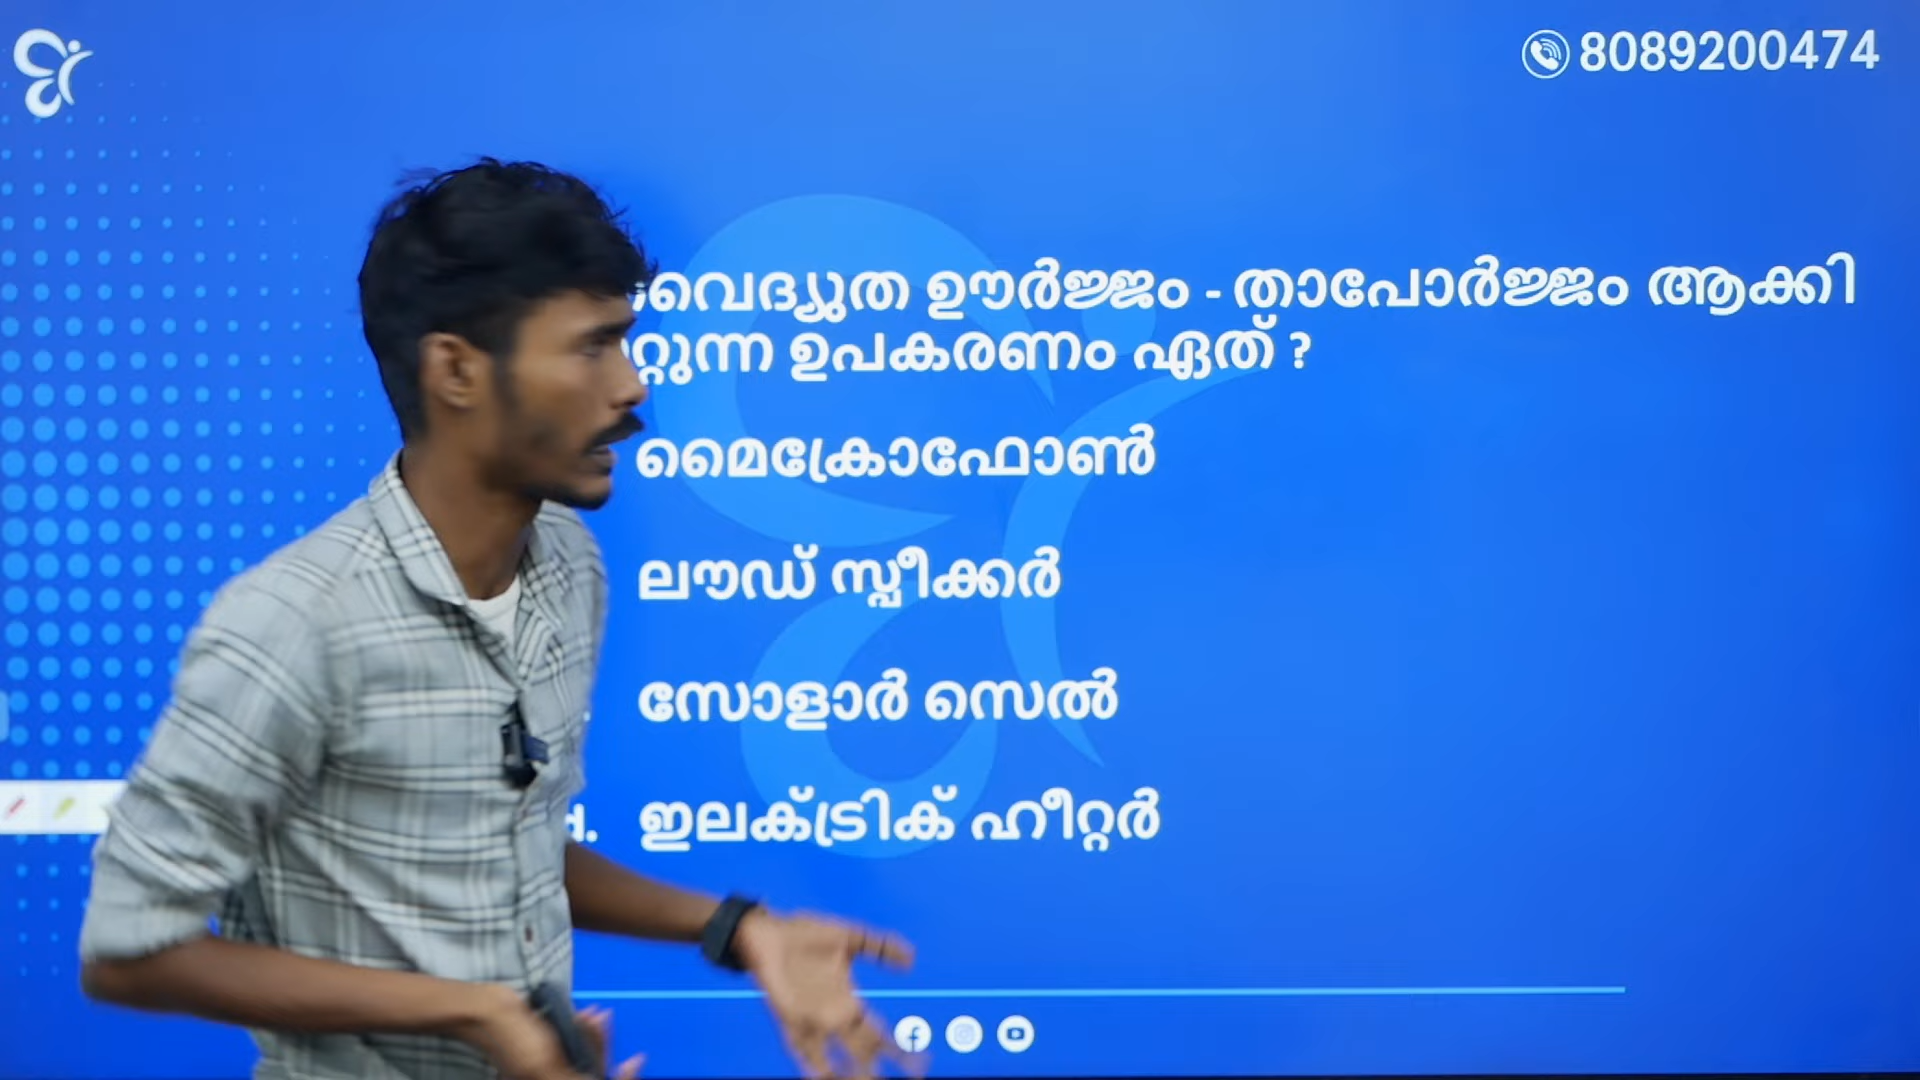 8089200474
വൈദ്യുത ഊർജ്ജം - താപോർജ്ജം ആക്കി
റ്റുന്ന ഉപകരണം ഏത് ?
മൈക്രോഫോൺ
ലൗഡ് സ്പീക്കർ
സോളാർ സെൽ
d. ഇലക്ട്രിക് ഹീറ്റർ